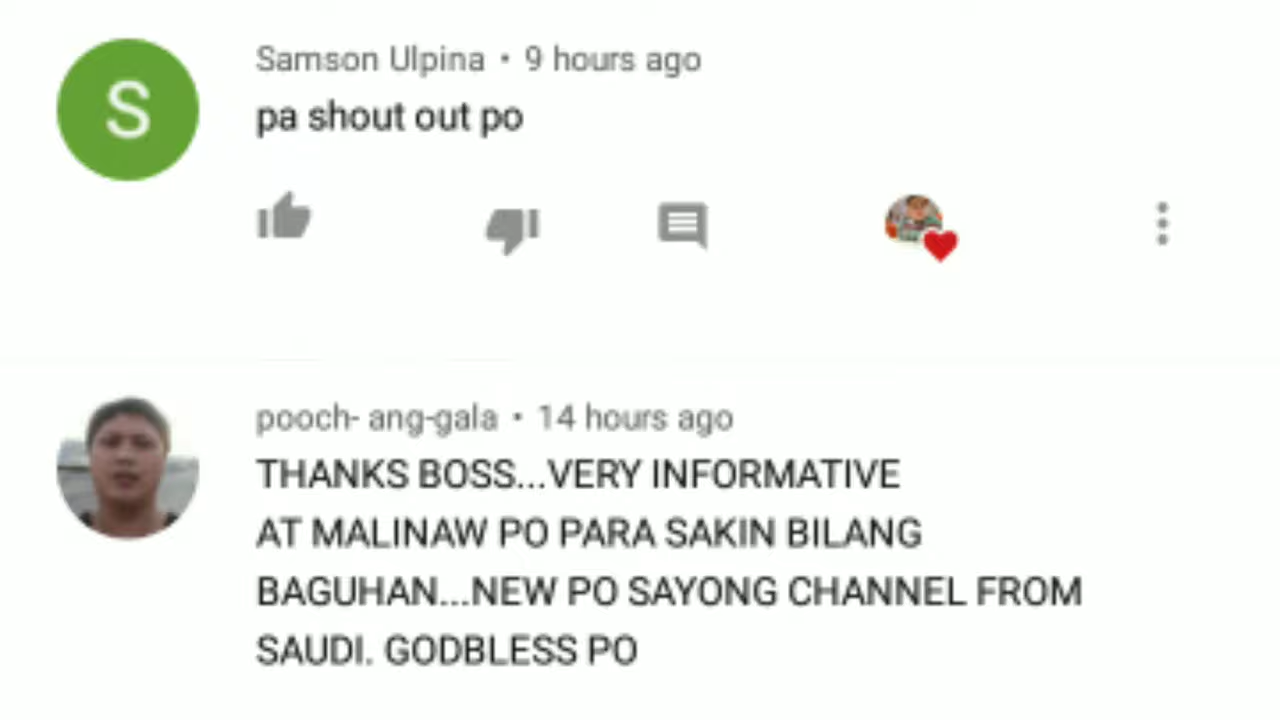 S
Samson Ulpina • 9 hours ago
pa shout out po
pooch- ang-gala • 14 hours ago
THANKS BOSS...VERY INFORMATIVE
AT MALINAW PO PARA SAKIN BILANG
BAGUHAN...NEW PO SAYONG CHANNEL FROM
SAUDI. GODBLESS PO